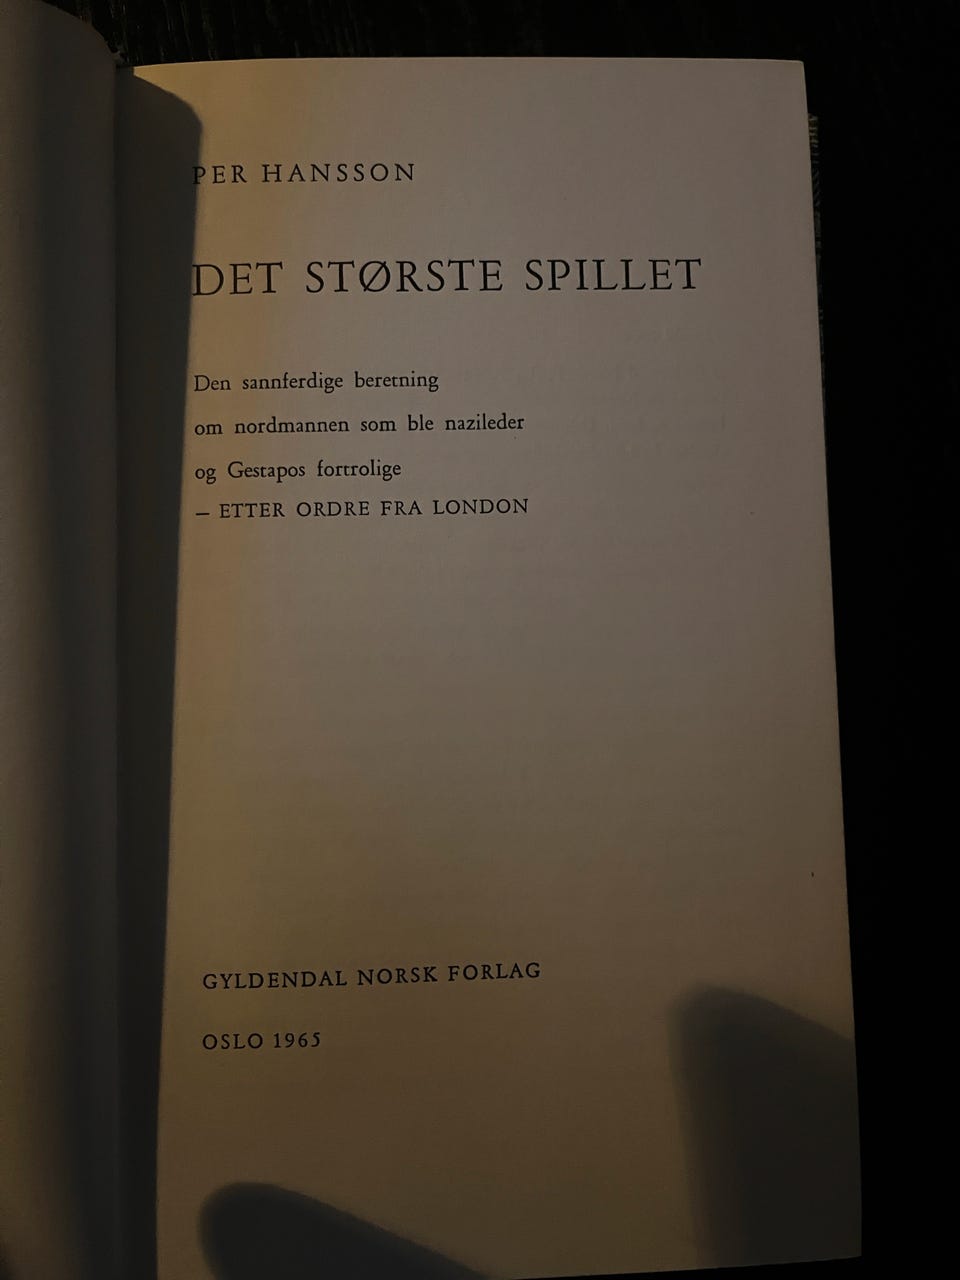 PER HANSSON
DET STØRSTE SPILLET
Den sannferdige beretning
om nordmannen som ble nazileder
og Gestapos fortrolige
– ETTER ORDRE FRA LONDON
GYLDENDAL NORSK FORLAG
OSLO 1965